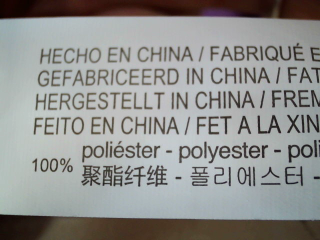 HECHO EN CHINA / FABRIQUÉ E
GEFABRICEERD IN CHINA / FAT
HERGESTELLT IN CHINA / FREM
FEITO EN CHINA / FET A LA XIN
poliéster - polyester - poli
100% 聚酯纤维 - 폴리에스터 -